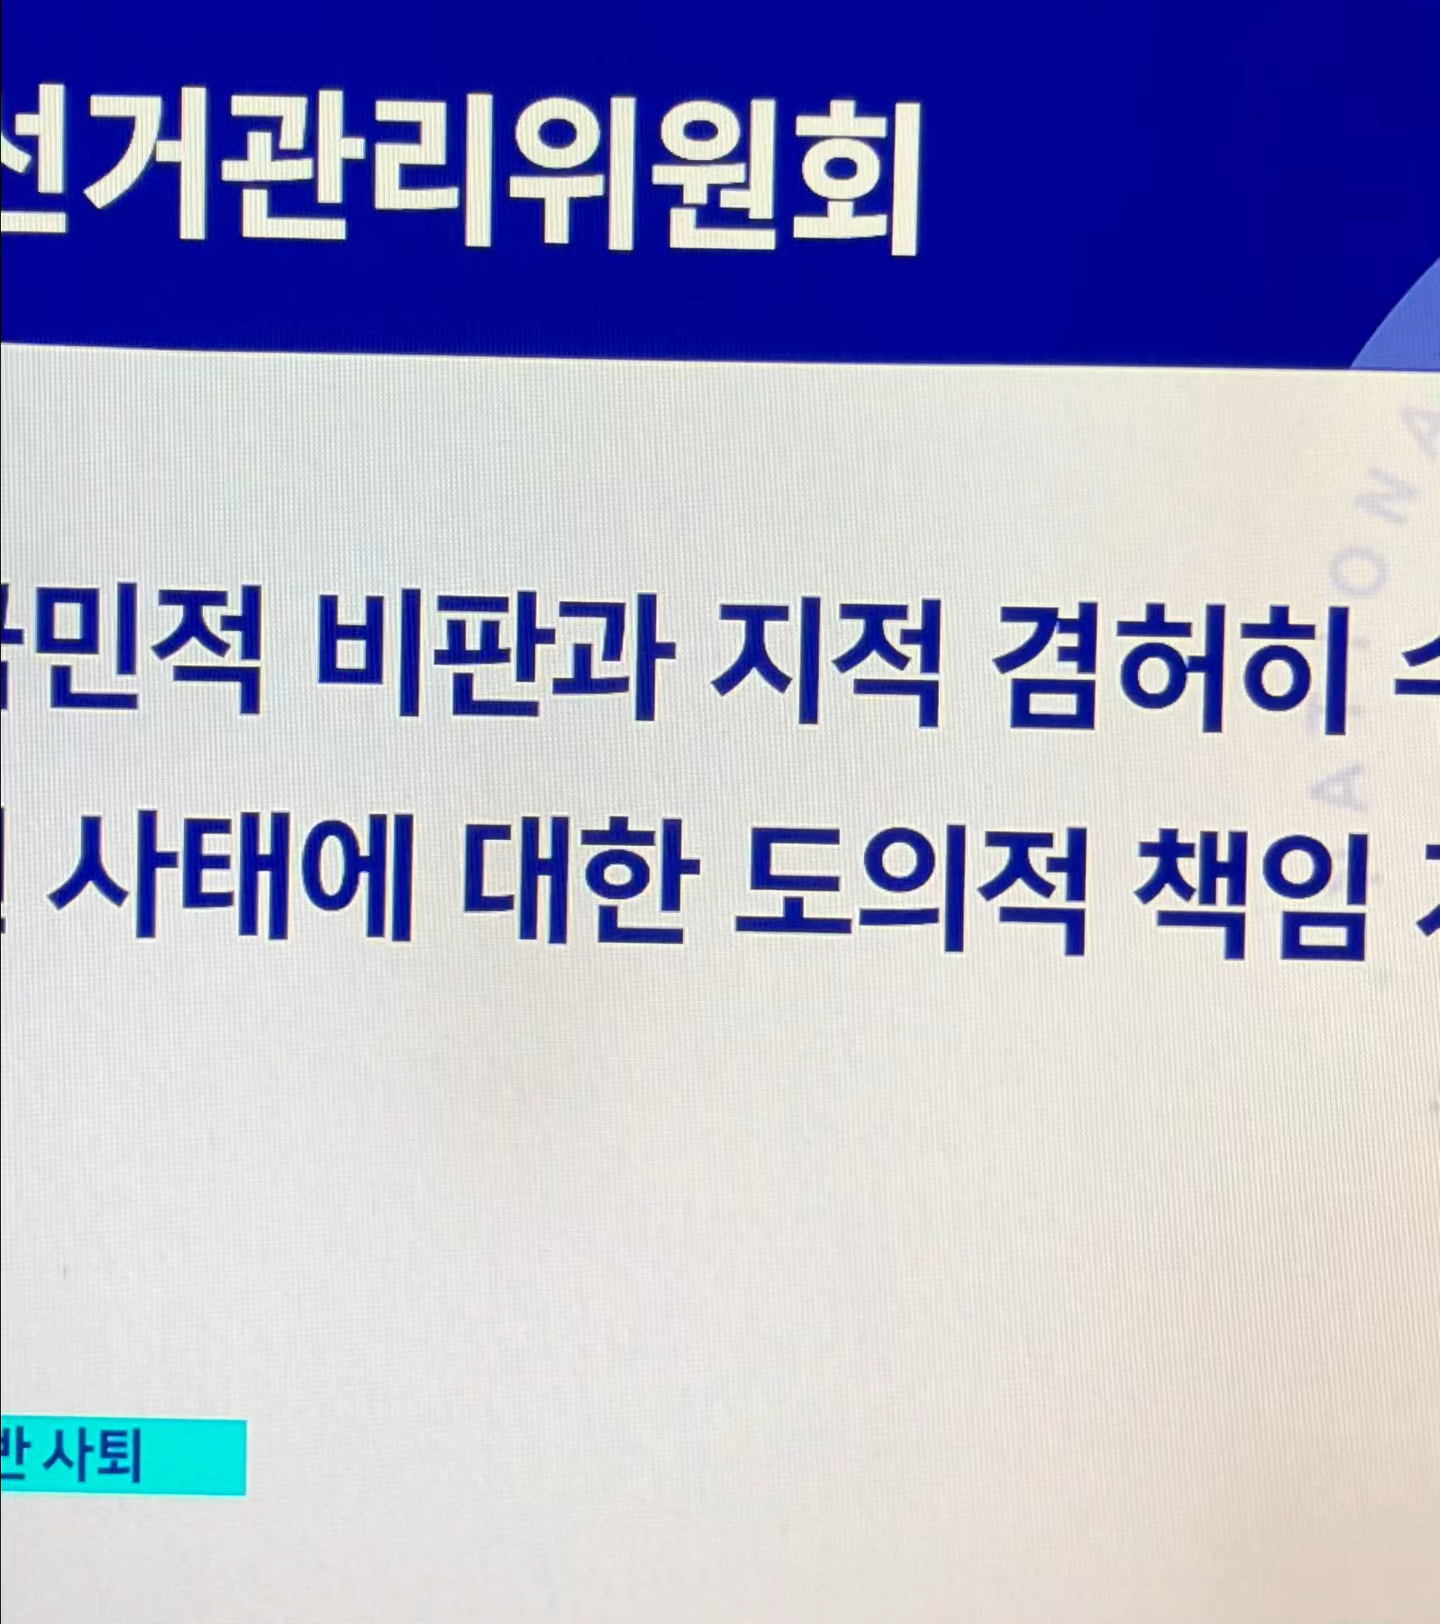 선거관리위원회
국민적 비판과 지적 겸허히
사태에 대한 도의적 책임
사퇴